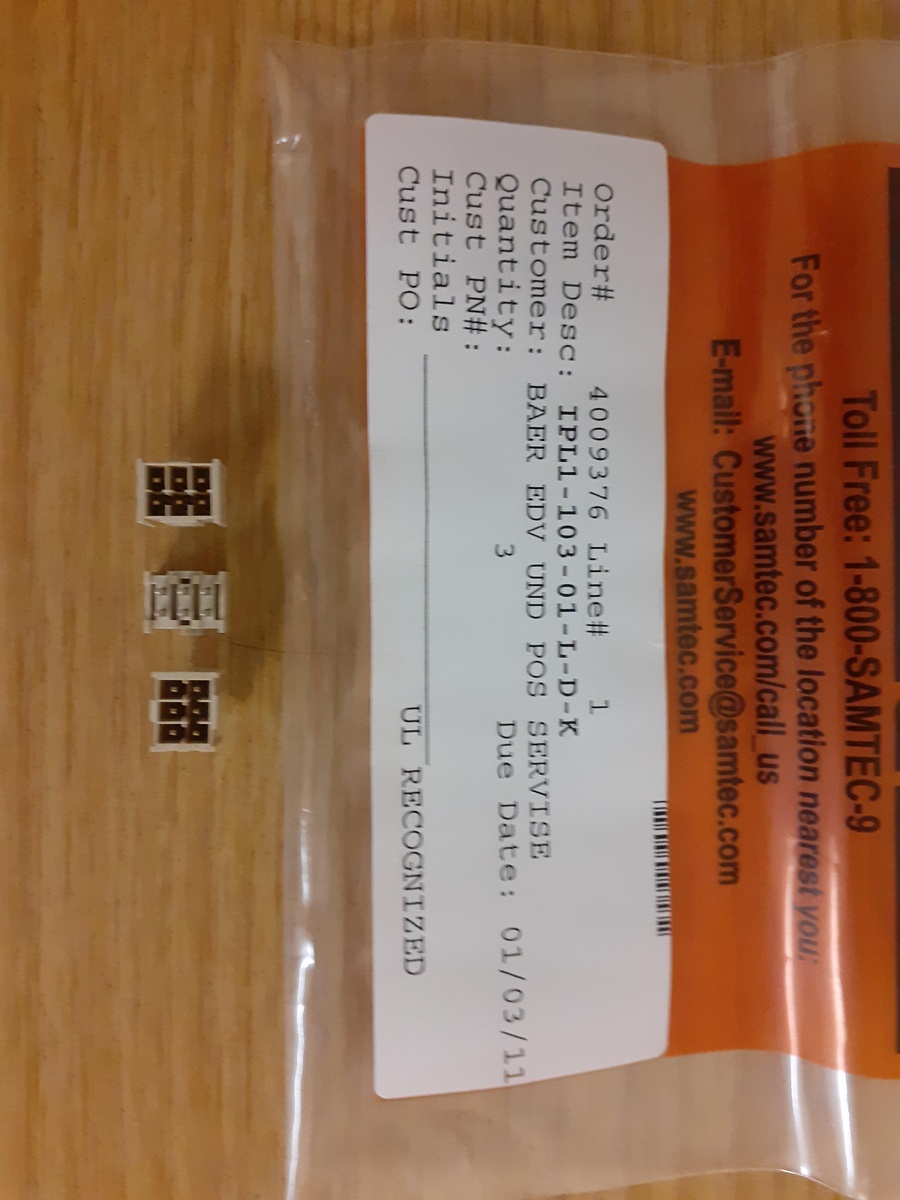 Toll Free: 1-800-SAMTEC-9
For the phone number of the location nearest you:
www.samtec.com/call_us
E-mail: CustomerService@samtec.com
www.samtec.com
Order# 4009376 Line# 1
Item Desc: IPL1-103-01-L-D-K
Customer: BAER EDV UND POS SERVISE
Quantity: 3 Due Date: 01/03/11
Cust PN#:
Initials
Cust PO: UL RECOGNIZED